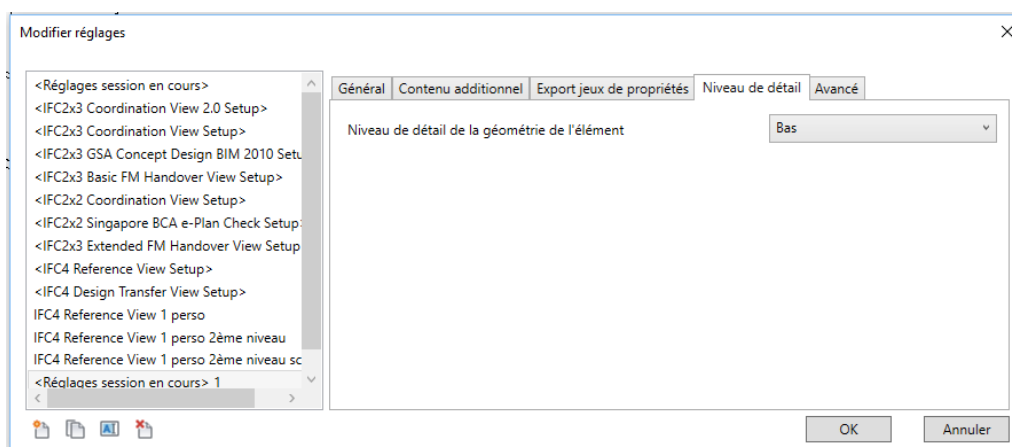 Modifier réglages
<Réglages session en cours>
<IFC2x3 Coordination View 2.0 Setup>
<IFC2x3 Coordination View Setup>
<IFC2x3 GSA Concept Design BIM 2010 Setu
<IFC2x3 Basic FM Handover View Setup>
<IFC2x2 Coordination View Setup>
<IFC2x2 Singapore BCA e-Plan Check Setup>
<IFC2x3 Extended FM Handover View Setup
<IFC4 Reference View Setup>
<IFC4 Design Transfer View Setup>
IFC4 Reference View 1 perso
IFC4 Reference View 1 perso 2ème niveau
IFC4 Reference View 1 perso 2ème niveau sc
<Réglages session en cours> 1
Général Contenu additionnel Export jeux de propriétés Niveau de détail Avancé
Niveau de détail de la géométrie de l'élément Bas
OK Annuler